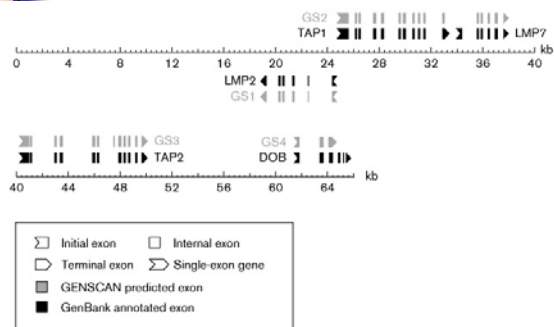 GS2
TAP1 LMP7
0 4 8 12 16 20 24 28 32 36 40 kb
LMP2
GS1
GS3 GS4
TAP2 DOB
40 44 48 52 56 60 64 kb
Initial exon Internal exon
Terminal exon Single-exon gene
GENSCAN predicted exon
GenBank annotated exon